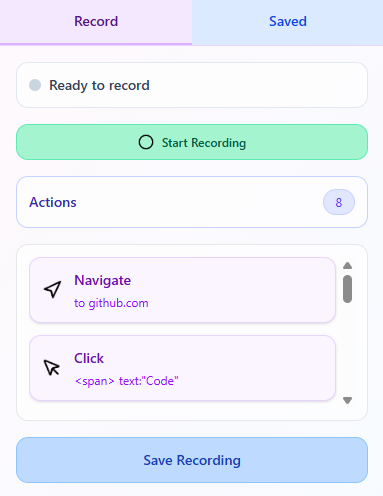 Record
Saved
Ready to record
Start Recording
Actions
8
Navigate
to github.com
Click
<span> text:"Code"
Save Recording